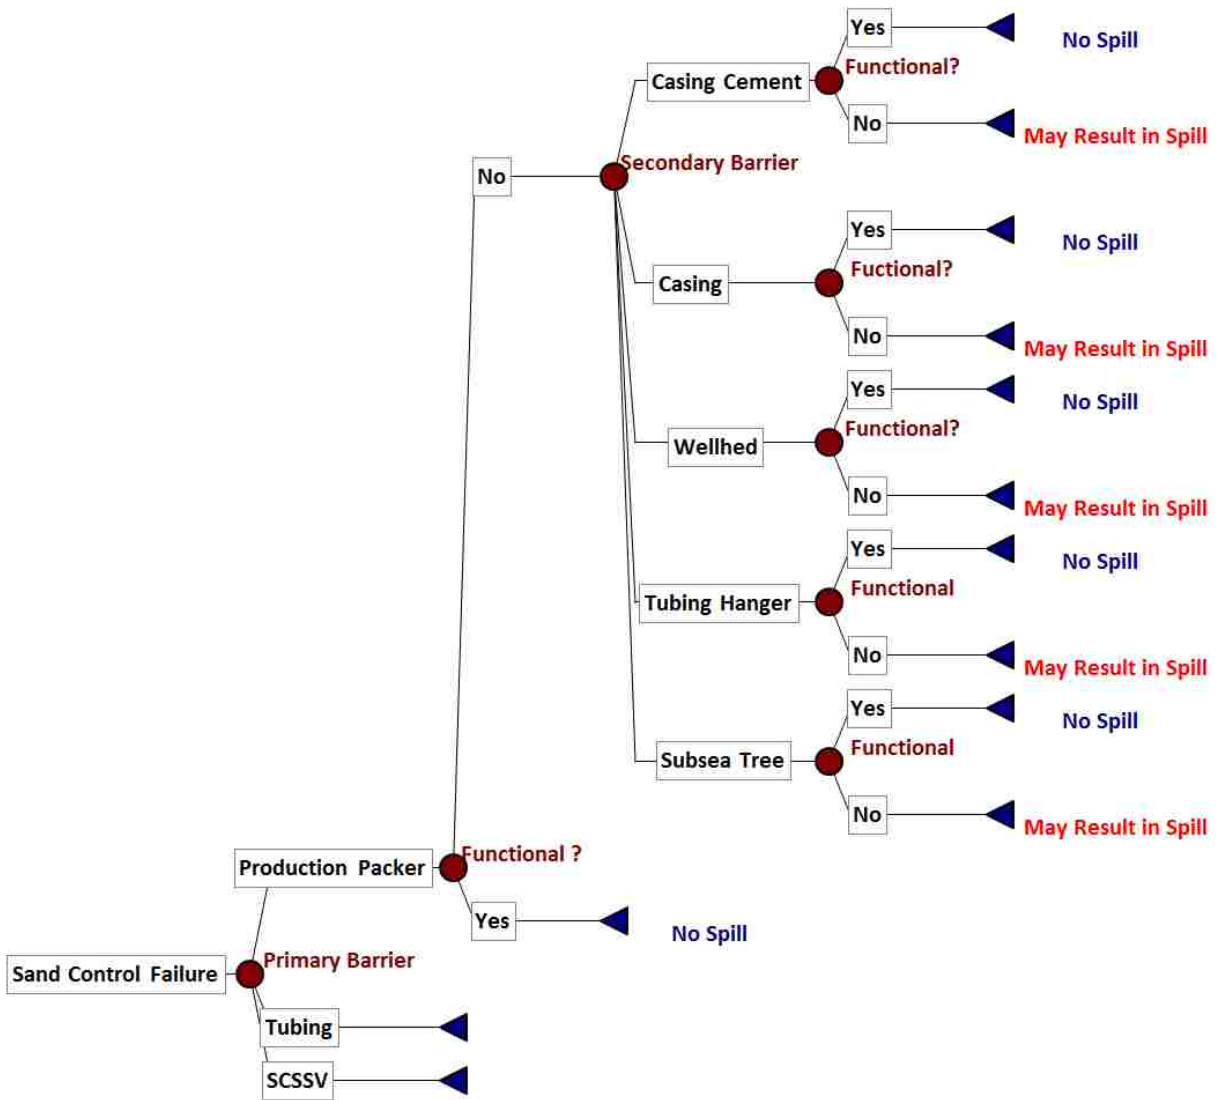 Yes
No Spill
Functional?
Casing Cement
No
May Result in Spill
Secondary Barrier
No
Yes
No Spill
Fuctional?
Casing
No
May Result in Spill
Yes
No Spill
Functional?
Wellhed
No
May Result in Spill
Yes
No Spill
Functional
Tubing Hanger
No
May Result in Spill
Yes
No Spill
Functional
Subsea Tree
No
May Result in Spill
Functional ?
Production Packer
Yes
No Spill
Primary Barrier
Sand Control Failure
Tubing
SCSSV